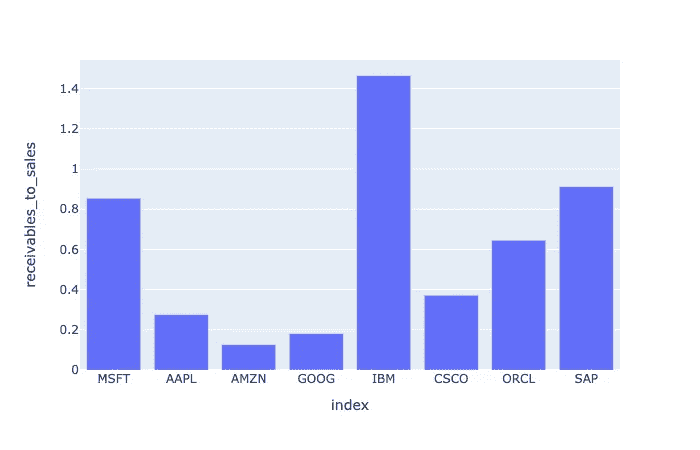 receivables_to_sales
1.4
1.2
1
0.8
0.6
0.4
0.2
0
MSFT AAPL AMZN GOOG IBM CSCO ORCL SAP
index